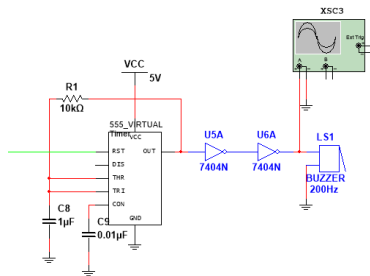 XSC3
Ext Trig
A
B
VCC
5V
R1
10kΩ
555_VIRTUAL
Timer
VCC
RST
OUT
DIS
THR
TRI
CON
GND
U5A
7404N
U6A
7404N
LS1
BUZZER
200Hz
C8
1µF
C9
0.01µF